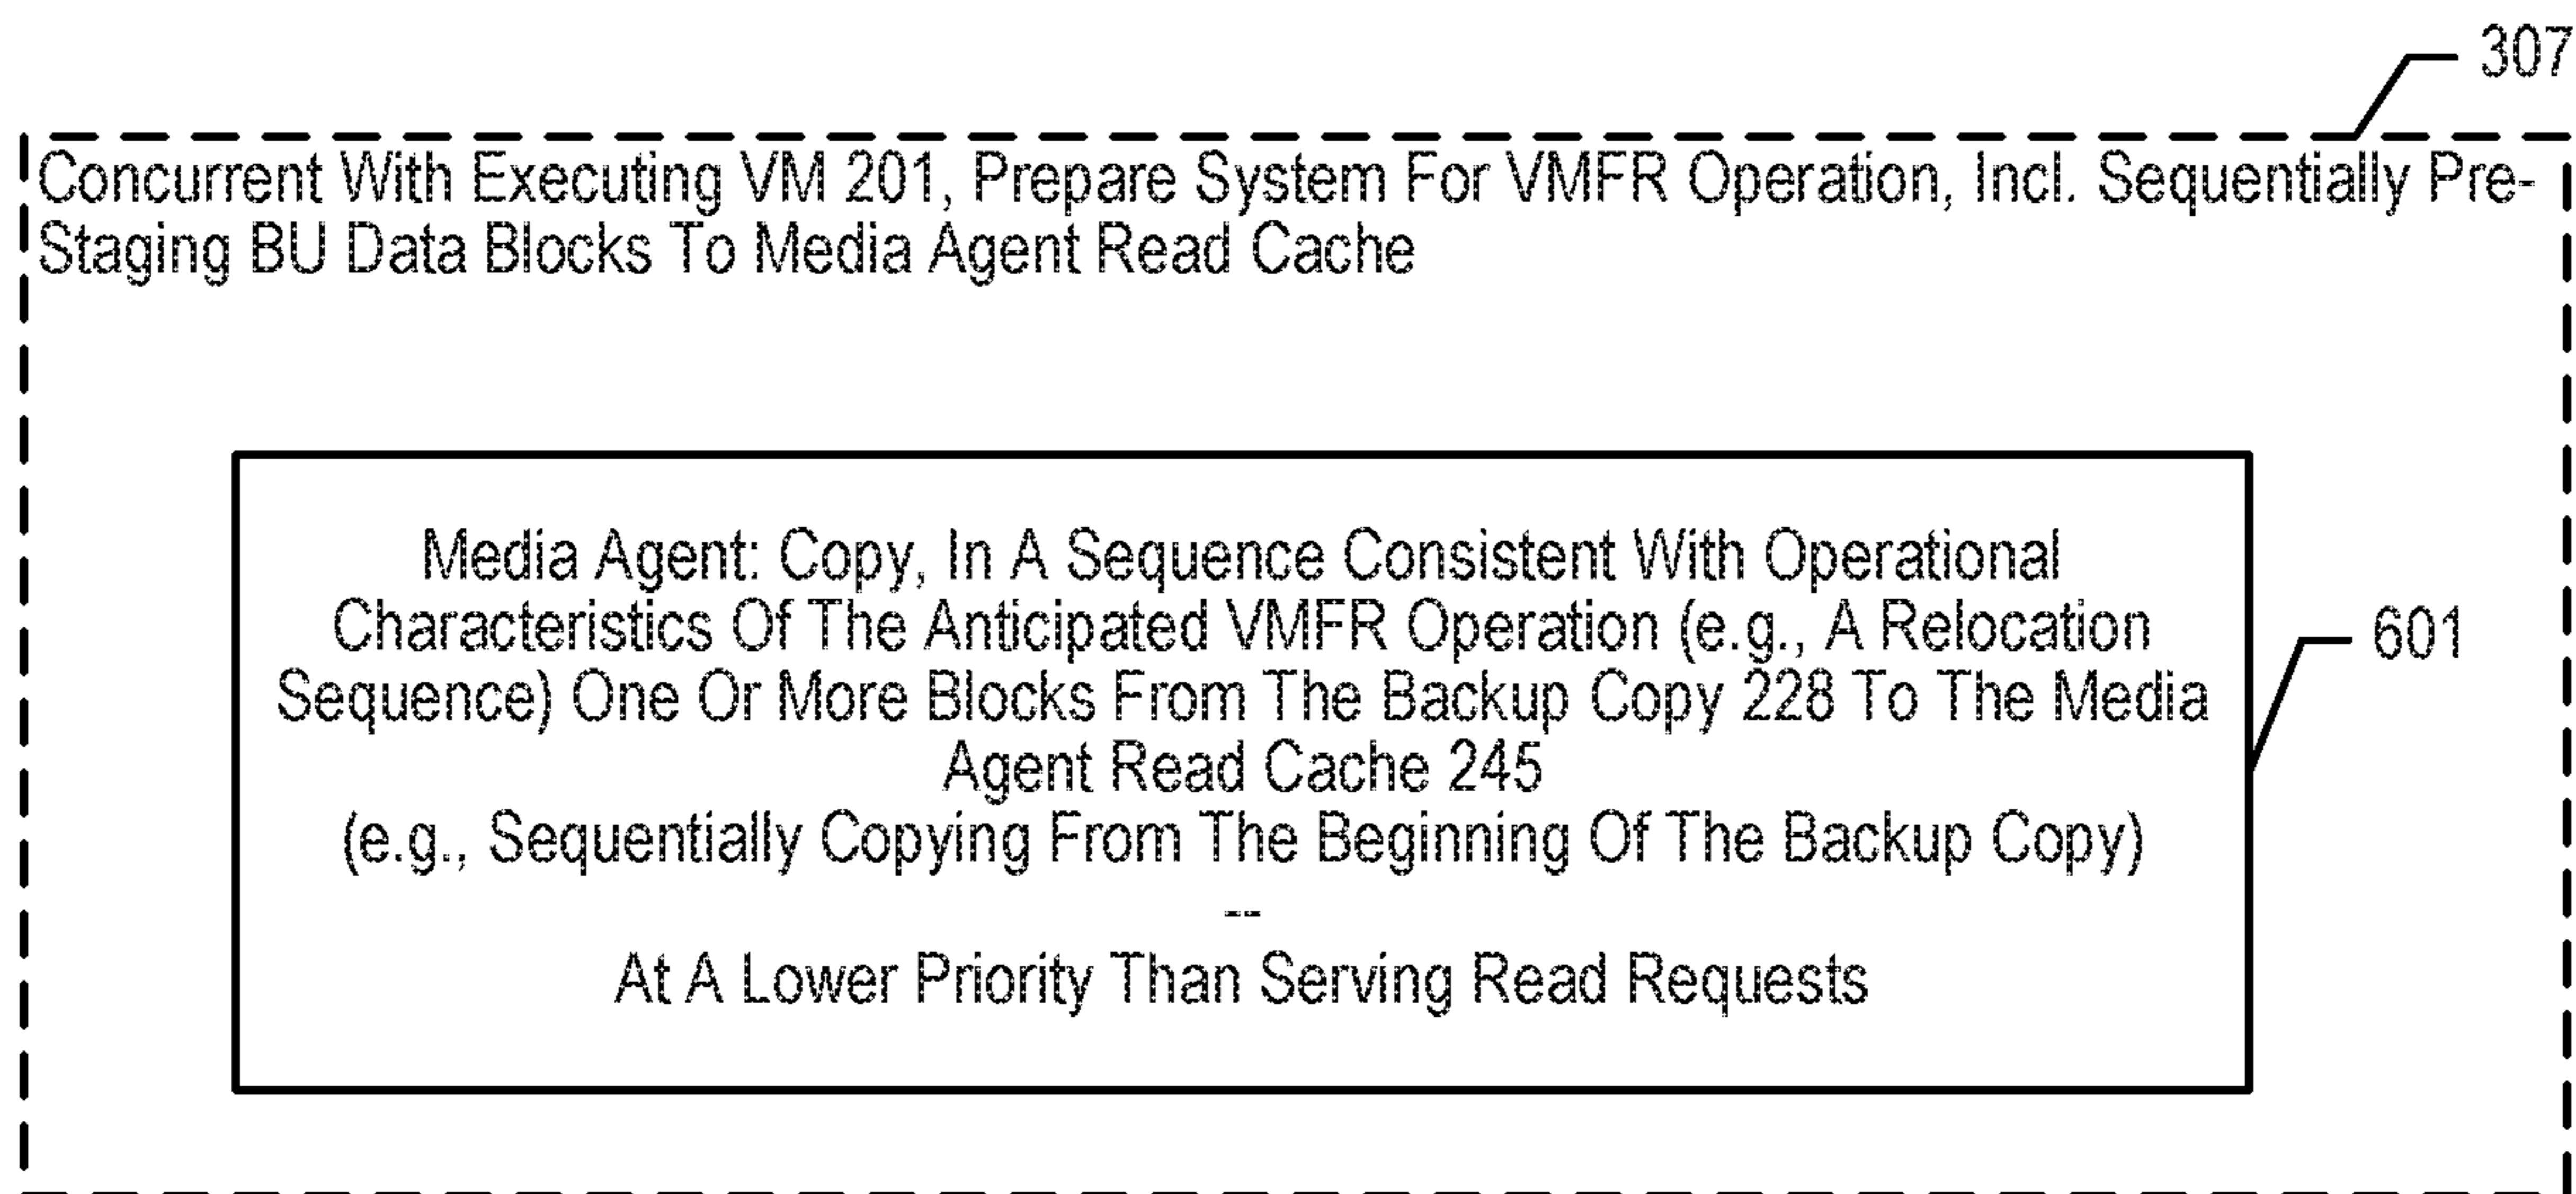 307
Concurrent With Executing VM 201, Prepare System For VMFR Operation, Incl. Sequentially Pre-
Staging BU Data Blocks To Media Agent Read Cache
Media Agent: Copy, In A Sequence Consistent With Operational
Characteristics Of The Anticipated VMFR Operation (e.g., A Relocation
Sequence) One Or More Blocks From The Backup Copy 228 To The Media
Agent Read Cache 245
(e.g., Sequentially Copying From The Beginning Of The Backup Copy)
--
At A Lower Priority Than Serving Read Requests
601